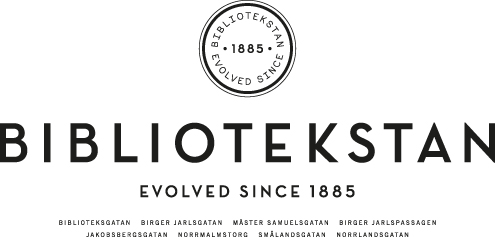 BIBLIOTEKSTAN
• 1885 •
EVOLVED SINCE
BIBLIOTEKSTAN
EVOLVED SINCE 1885
BIBLIOTEKSGATAN BIRGER JARLSGATAN MÄSTER SAMUELSGATAN BIRGER JARLSPASSAGEN
JAKOBSBERGSGATAN NORRMALMSTORG SMÅLANDSGATAN NORRLANDSGATAN